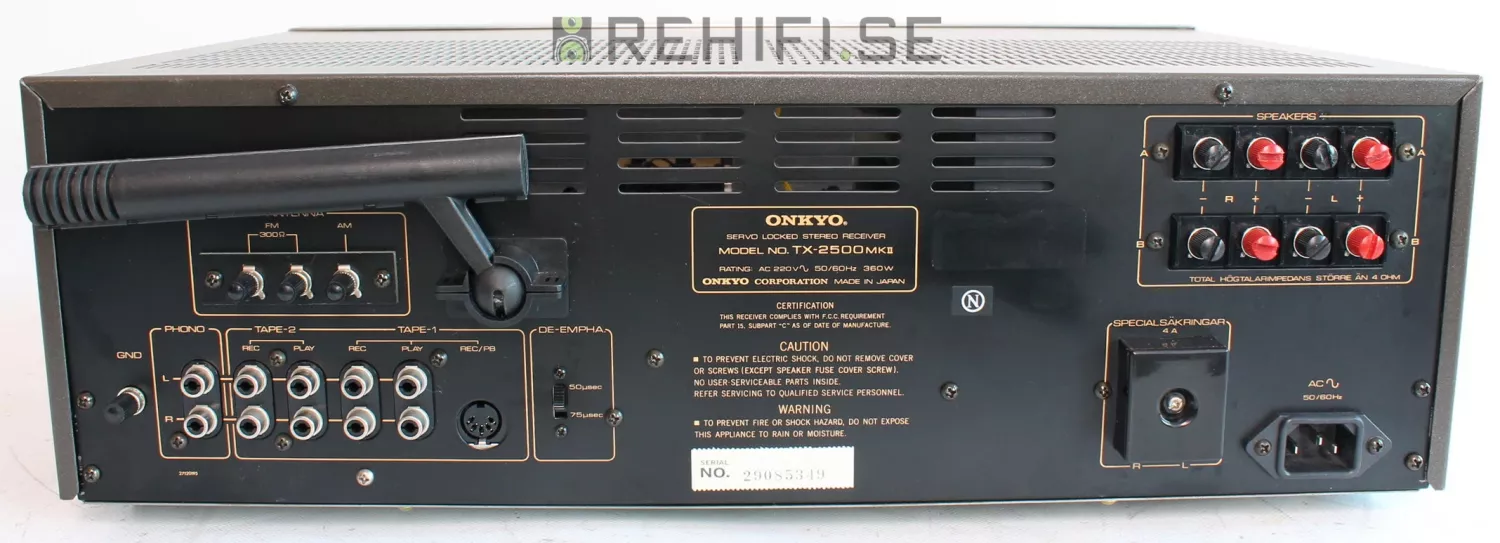 REHIFI.SE
SPEAKERS
A A
− R + − L +
B B
TOTAL HÖGTALARIMPEDANS STÖRRE ÄN 4 OHM
FM AM
300Ω
ONKYO.
SERVO LOCKED STEREO RECEIVER
MODEL NO. TX-2500 MKII
RATING: AC 220V∿ 50/60Hz 360W
ONKYO CORPORATION MADE IN JAPAN
N
CERTIFICATION
THIS RECEIVER COMPLIES WITH F.C.C. REQUIREMENT
PART 15, SUBPART "C" AS OF DATE OF MANUFACTURE.
CAUTION
■ TO PREVENT ELECTRIC SHOCK, DO NOT REMOVE COVER
OR SCREWS (EXCEPT SPEAKER FUSE COVER SCREW).
NO USER-SERVICEABLE PARTS INSIDE.
REFER SERVICING TO QUALIFIED SERVICE PERSONNEL.
WARNING
■ TO PREVENT FIRE OR SHOCK HAZARD, DO NOT EXPOSE
THIS APPLIANCE TO RAIN OR MOISTURE.
SERIAL
NO. 29085349
GND
PHONO TAPE-2 TAPE-1 DE-EMPHA.
REC PLAY REC PLAY REC/PB
L
R
50μsec
75μsec
SPECIALSÄKRINGAR
4A
R L
AC∿
50/60Hz